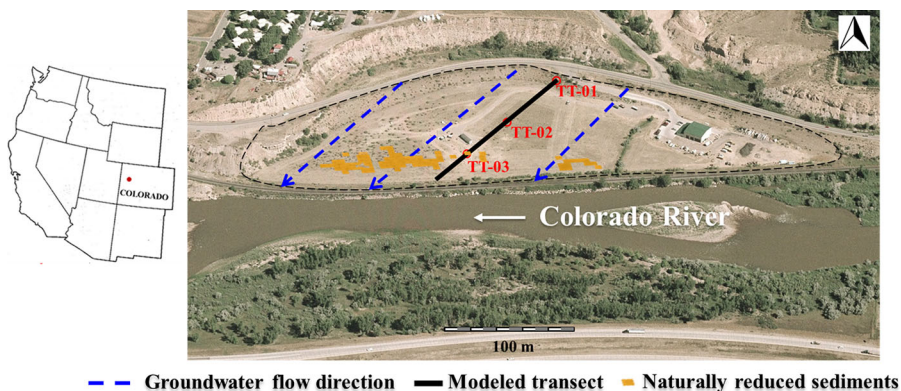 TT-01
TT-02
TT-03
COLORADO
Colorado River
100 m
Groundwater flow direction
Modeled transect
Naturally reduced sediments